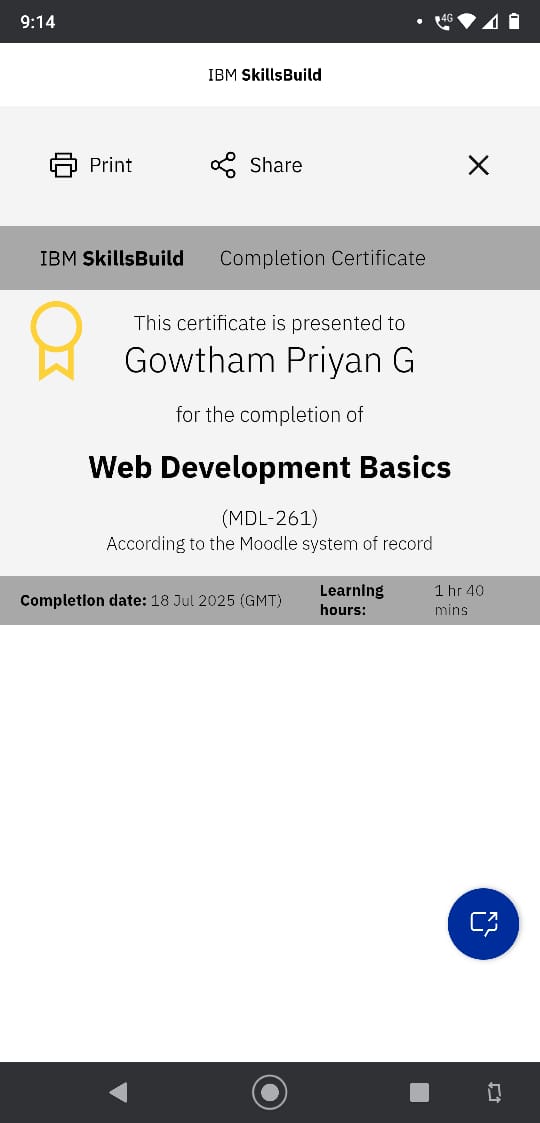 9:14
4G
IBM SkillsBuild
Print
Share
IBM SkillsBuild Completion Certificate
This certificate is presented to
Gowtham Priyan G
for the completion of
Web Development Basics
(MDL-261)
According to the Moodle system of record
Completion date: 18 Jul 2025 (GMT)
Learning
hours:
1 hr 40
mins